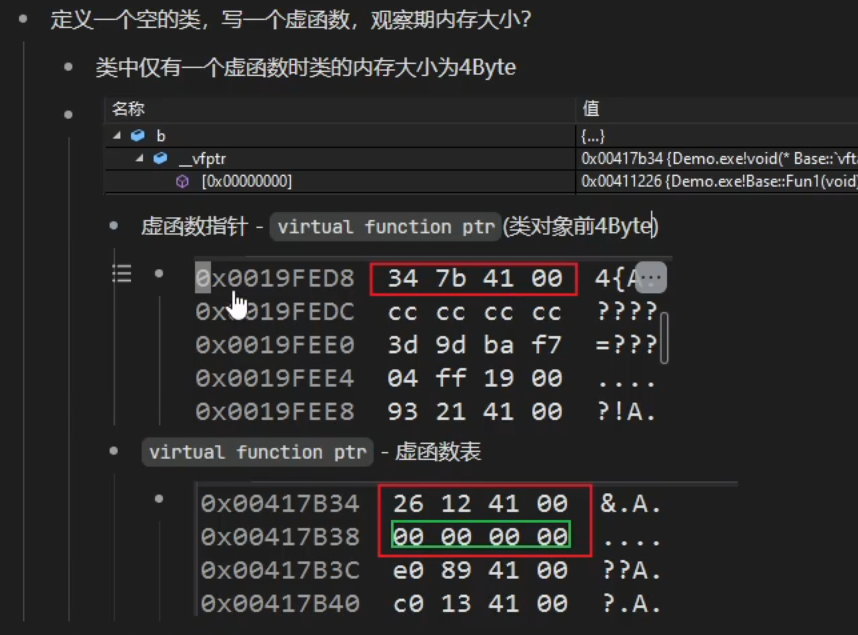 定义一个空的类，写一个虚函数，观察期内存大小？
类中仅有一个虚函数时类的内存大小为4Byte
名称 值
b {...}
__vfptr 0x00417b34 {Demo.exe!void(* Base::`vfta
[0x00000000] 0x00411226 {Demo.exe!Base::Fun1(void)
虚函数指针 - virtual function ptr (类对象前4Byte)
0x0019FED8 34 7b 41 00 4{A
0x0019FEDC cc cc cc cc ????
0x0019FEE0 3d 9d ba f7 =???
0x0019FEE4 04 ff 19 00 ....
0x0019FEE8 93 21 41 00 ?!A.
virtual function ptr - 虚函数表
0x00417B34 26 12 41 00 &.A.
0x00417B38 00 00 00 00 ....
0x00417B3C e0 89 41 00 ??A.
0x00417B40 c0 13 41 00 ?.A.